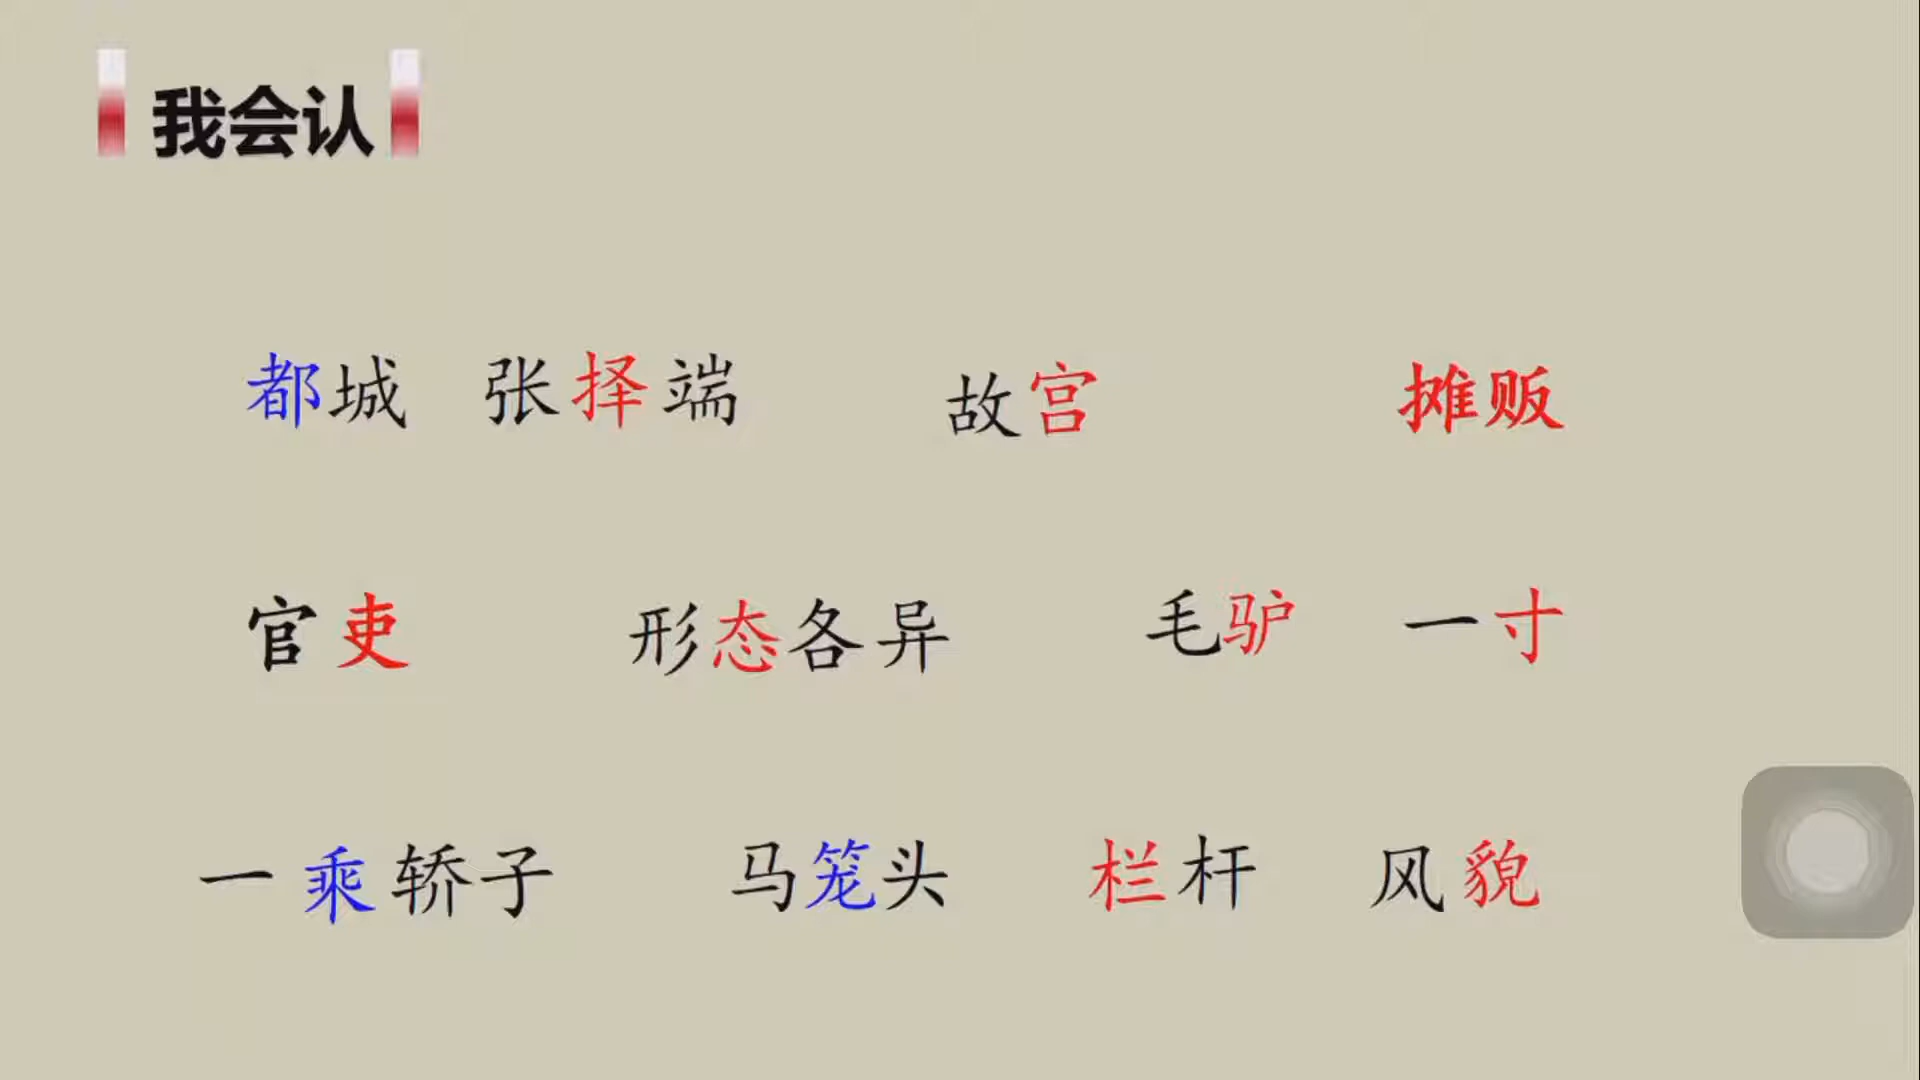 我会认
都城 张择端 故宫 摊贩
官吏 形态各异 毛驴 一寸
一乘轿子 马笼头 栏杆 风貌